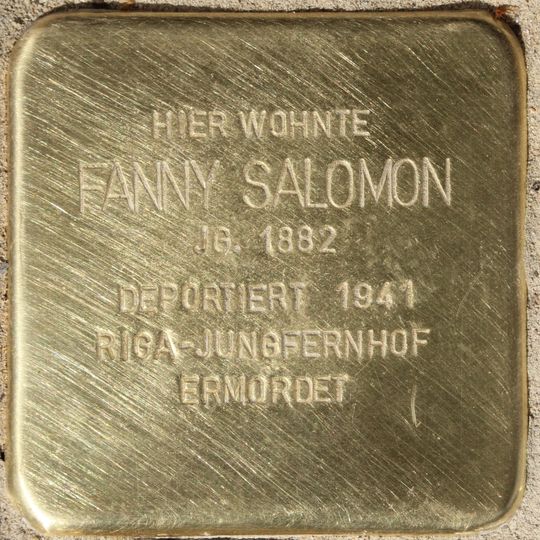 HIER WOHNTE
FANNY SALOMON
JG. 1882
DEPORTIERT 1941
RIGA-JUNGFERNHOF
ERMORDET